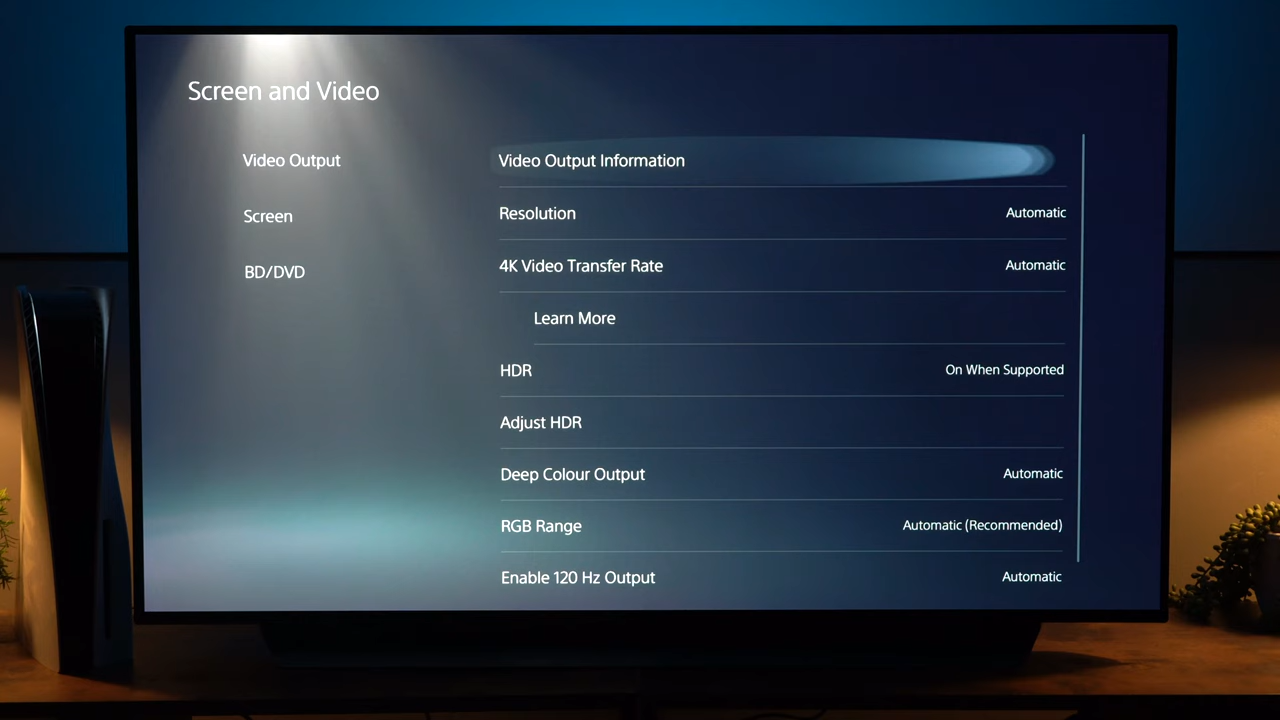 Screen and Video
Video Output
Screen
BD/DVD
Video Output Information
Resolution Automatic
4K Video Transfer Rate Automatic
Learn More
HDR On When Supported
Adjust HDR
Deep Colour Output Automatic
RGB Range Automatic (Recommended)
Enable 120 Hz Output Automatic